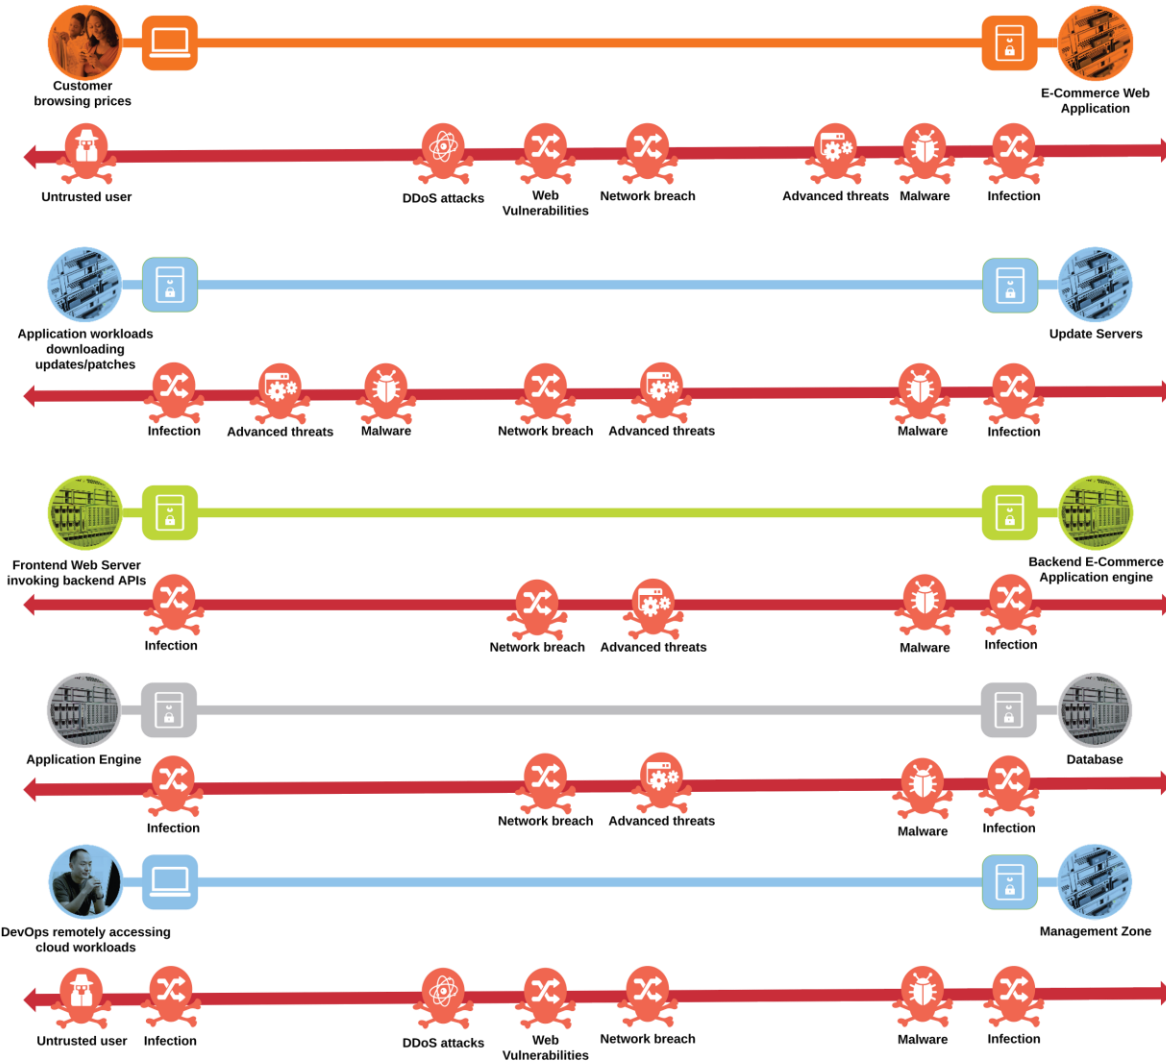 Customer
browsing prices
E-Commerce Web
Application
Untrusted user
DDoS attacks
Web
Vulnerabilities
Network breach
Advanced threats
Malware
Infection
Application workloads
downloading
updates/patches
Update Servers
Infection
Advanced threats
Malware
Network breach
Advanced threats
Malware
Infection
Frontend Web Server
invoking backend APIs
Backend E-Commerce
Application engine
Infection
Network breach
Advanced threats
Malware
Infection
Application Engine
Database
Infection
Network breach
Advanced threats
Malware
Infection
DevOps remotely accessing
cloud workloads
Management Zone
Untrusted user
Infection
DDoS attacks
Web
Vulnerabilities
Network breach
Malware
Infection